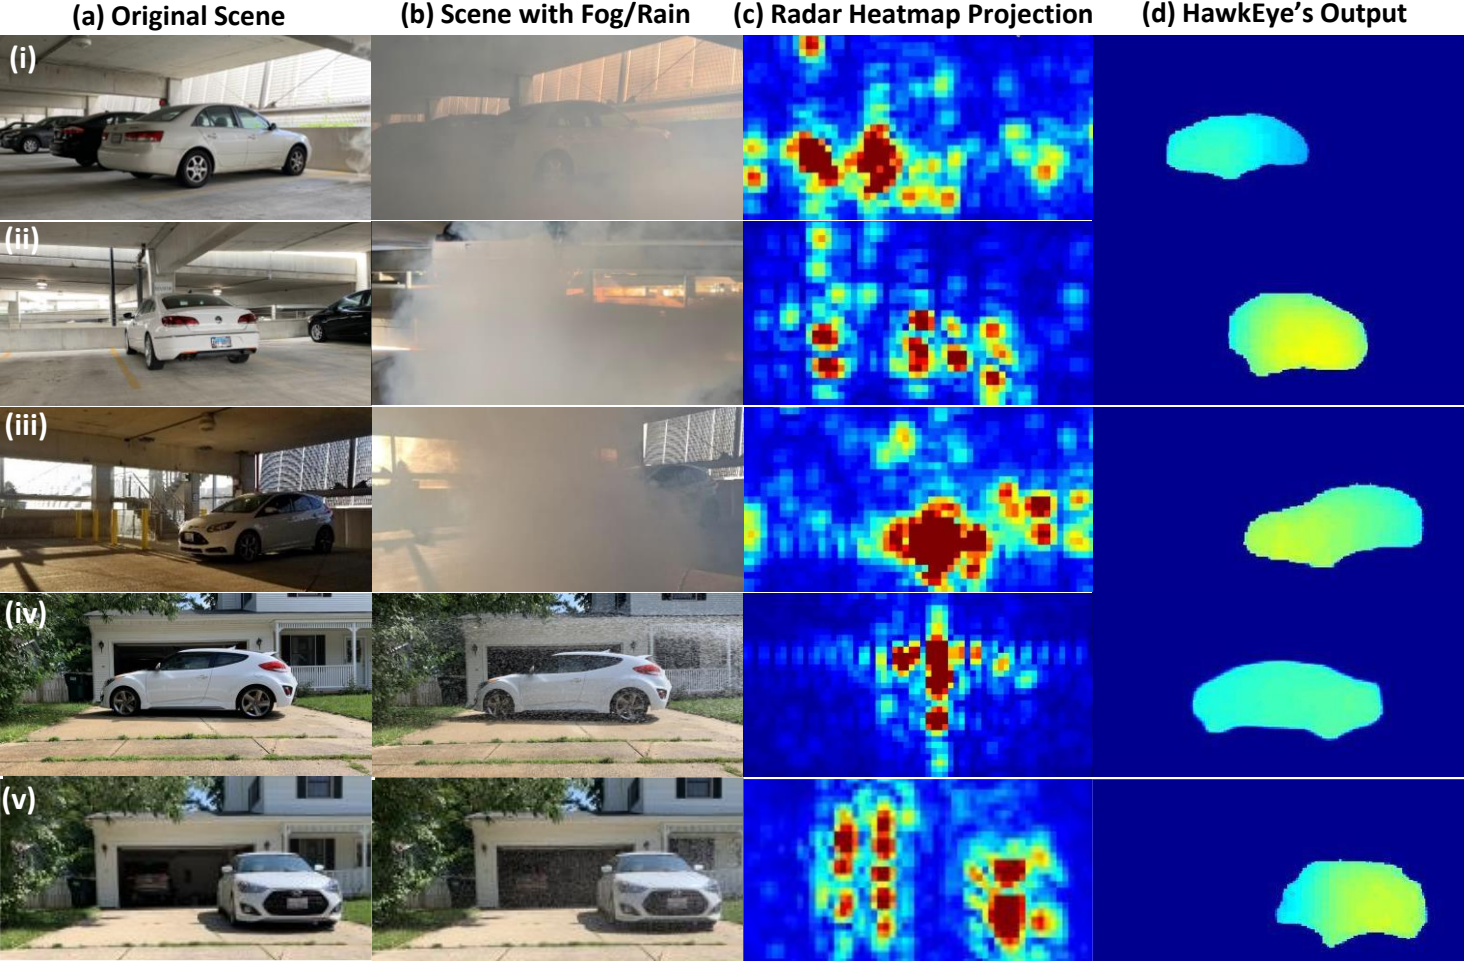 (a) Original Scene (b) Scene with Fog/Rain (c) Radar Heatmap Projection (d) HawkEye's Output
(i)
(ii)
(iii)
(iv)
(v)